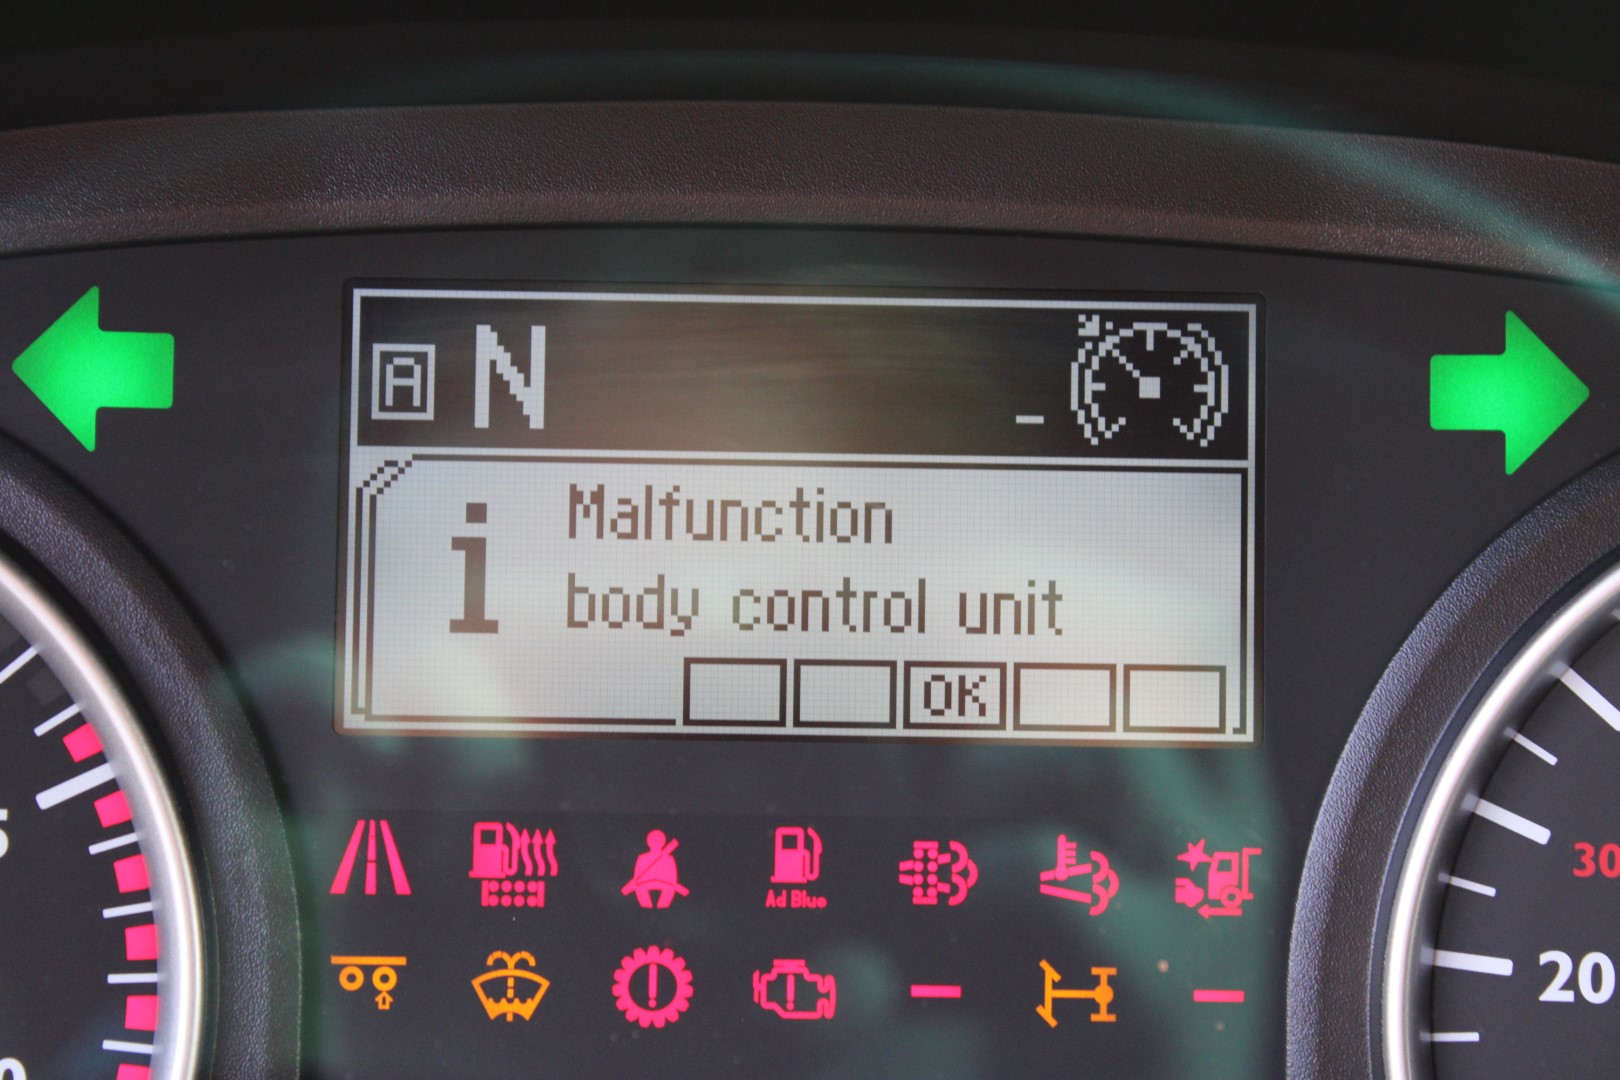 A N
Malfunction
body control unit
OK
Ad Blue
30
20